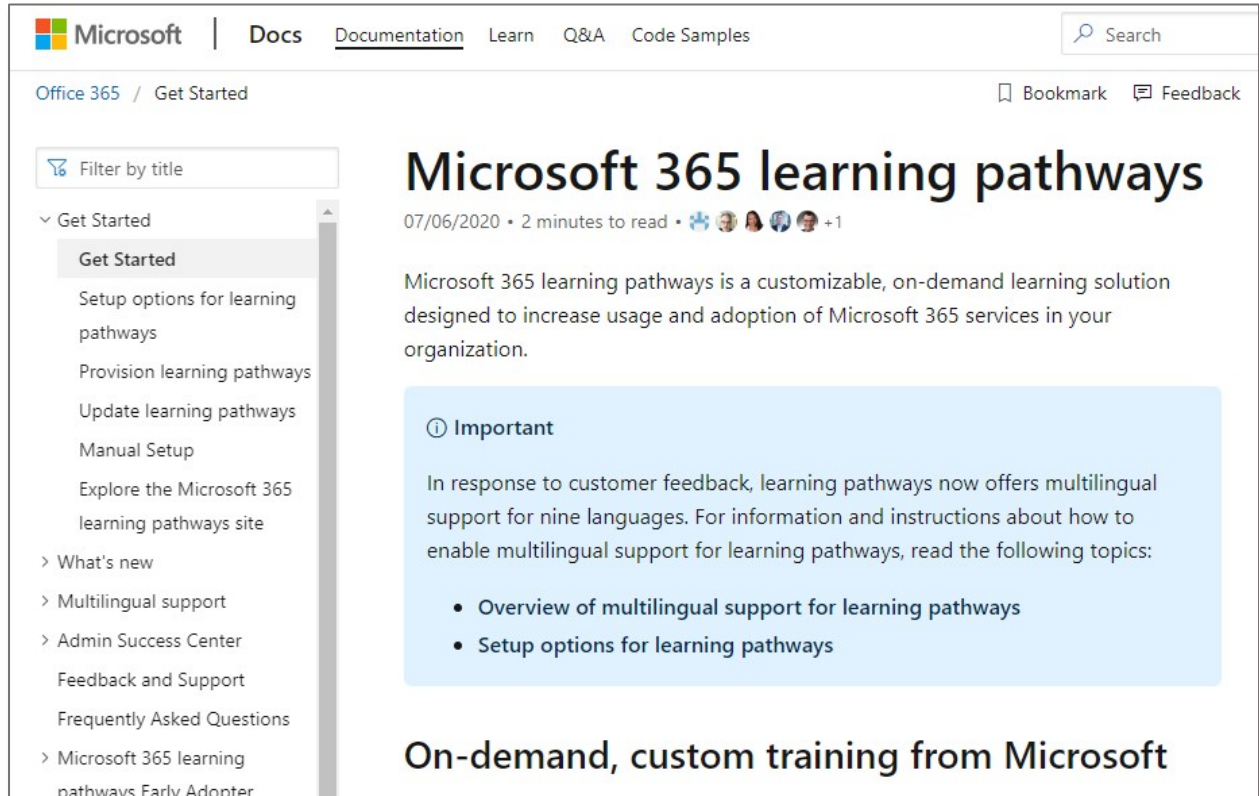 Microsoft | Docs Documentation Learn Q&A Code Samples Search
Office 365 / Get Started Bookmark Feedback
Filter by title
Get Started
Get Started
Setup options for learning
pathways
Provision learning pathways
Update learning pathways
Manual Setup
Explore the Microsoft 365
learning pathways site
What's new
Multilingual support
Admin Success Center
Feedback and Support
Frequently Asked Questions
Microsoft 365 learning
pathways Early Adopter
Microsoft 365 learning pathways
07/06/2020 • 2 minutes to read • +1
Microsoft 365 learning pathways is a customizable, on-demand learning solution
designed to increase usage and adoption of Microsoft 365 services in your
organization.
Important
In response to customer feedback, learning pathways now offers multilingual
support for nine languages. For information and instructions about how to
enable multilingual support for learning pathways, read the following topics:
• Overview of multilingual support for learning pathways
• Setup options for learning pathways
On-demand, custom training from Microsoft